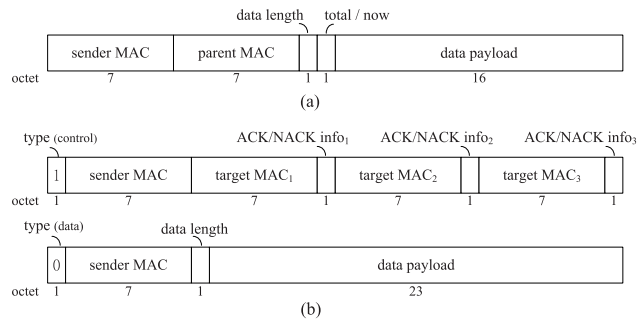 data length total / now
sender MAC parent MAC data payload
octet 7 7 1 1 16
(a)
type (control) ACK/NACK info1 ACK/NACK info2 ACK/NACK info3
1 sender MAC target MAC1 target MAC2 target MAC3
octet 1 7 7 1 7 1 7 1
type (data) data length
0 sender MAC data payload
octet 1 7 1 23
(b)